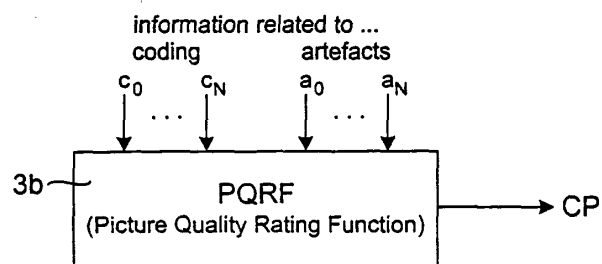 information related to ...
coding artefacts
c0 ... cN a0 ... aN
3b
PQRF
(Picture Quality Rating Function)
CP